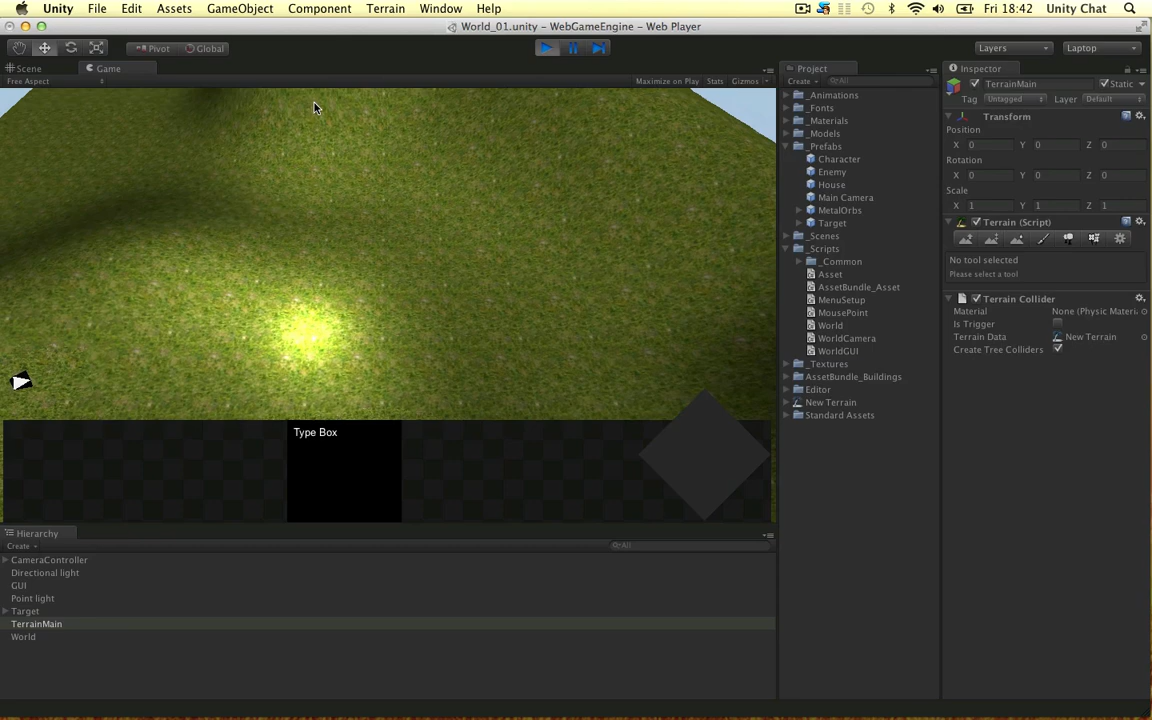 Unity File Edit Assets GameObject Component Terrain Window Help Fri 18:42 Unity Chat
World_01.unity – WebGameEngine – Web Player
Pivot Global Layers Laptop
Scene Game
Free Aspect Maximize on Play Stats Gizmos
Type Box
Hierarchy
Create All
CameraController
Directional light
GUI
Point light
Target
TerrainMain
World
Project
Create All
_Animations
_Fonts
_Materials
_Models
_Prefabs
Character
Enemy
House
Main Camera
MetalOrbs
Target
_Scenes
_Scripts
_Common
Asset
AssetBundle_Asset
MenuSetup
MousePoint
World
WorldCamera
WorldGUI
_Textures
AssetBundle_Buildings
Editor
New Terrain
Standard Assets
Inspector
TerrainMain Static
Tag Untagged Layer Default
Transform
Position
X 0 Y 0 Z 0
Rotation
X 0 Y 0 Z 0
Scale
X 1 Y 1 Z 1
Terrain (Script)
No tool selected
Please select a tool
Terrain Collider
Material None (Physic Materi
Is Trigger
Terrain Data New Terrain
Create Tree Colliders